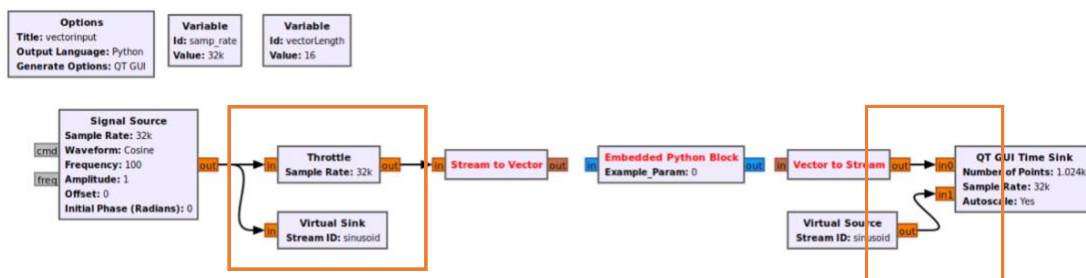 Options
Title: vectorinput
Output Language: Python
Generate Options: QT GUI
Variable
Id: samp_rate
Value: 32k
Variable
Id: vectorLength
Value: 16
Signal Source
Sample Rate: 32k
Waveform: Cosine
Frequency: 100
Amplitude: 1
Offset: 0
Initial Phase (Radians): 0
cmd
freq
out
in
Throttle
Sample Rate: 32k
out
in
Virtual Sink
Stream ID: sinusoid
in
Stream to Vector
out
in
Embedded Python Block
Example_Param: 0
out
in
Vector to Stream
out
Virtual Source
Stream ID: sinusoid
out
in0
in1
QT GUI Time Sink
Number of Points: 1.024k
Sample Rate: 32k
Autoscale: Yes